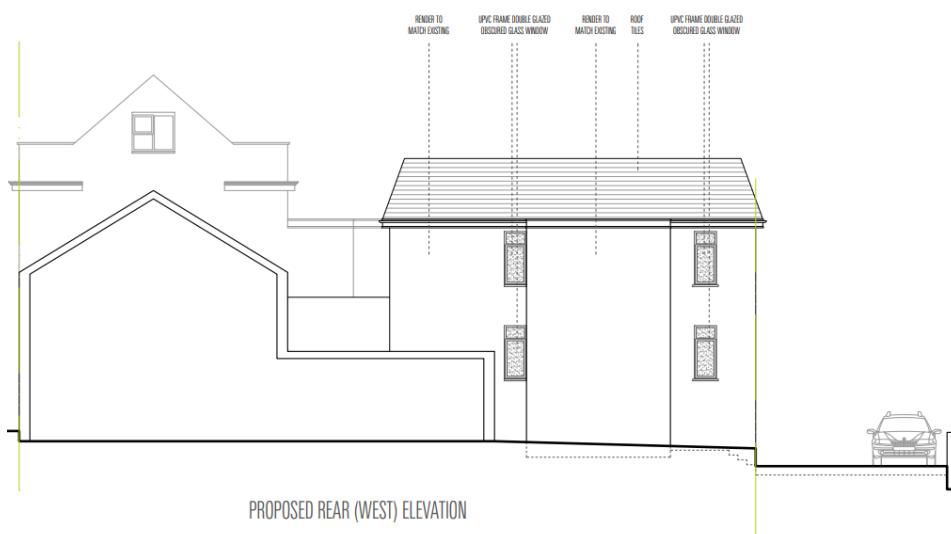 RENDER TO
MATCH EXISTING
UPVC FRAME DOUBLE GLAZED
OBSCURED GLASS WINDOW
RENDER TO
MATCH EXISTING
ROOF
TILES
UPVC FRAME DOUBLE GLAZED
OBSCURED GLASS WINDOW
PROPOSED REAR (WEST) ELEVATION